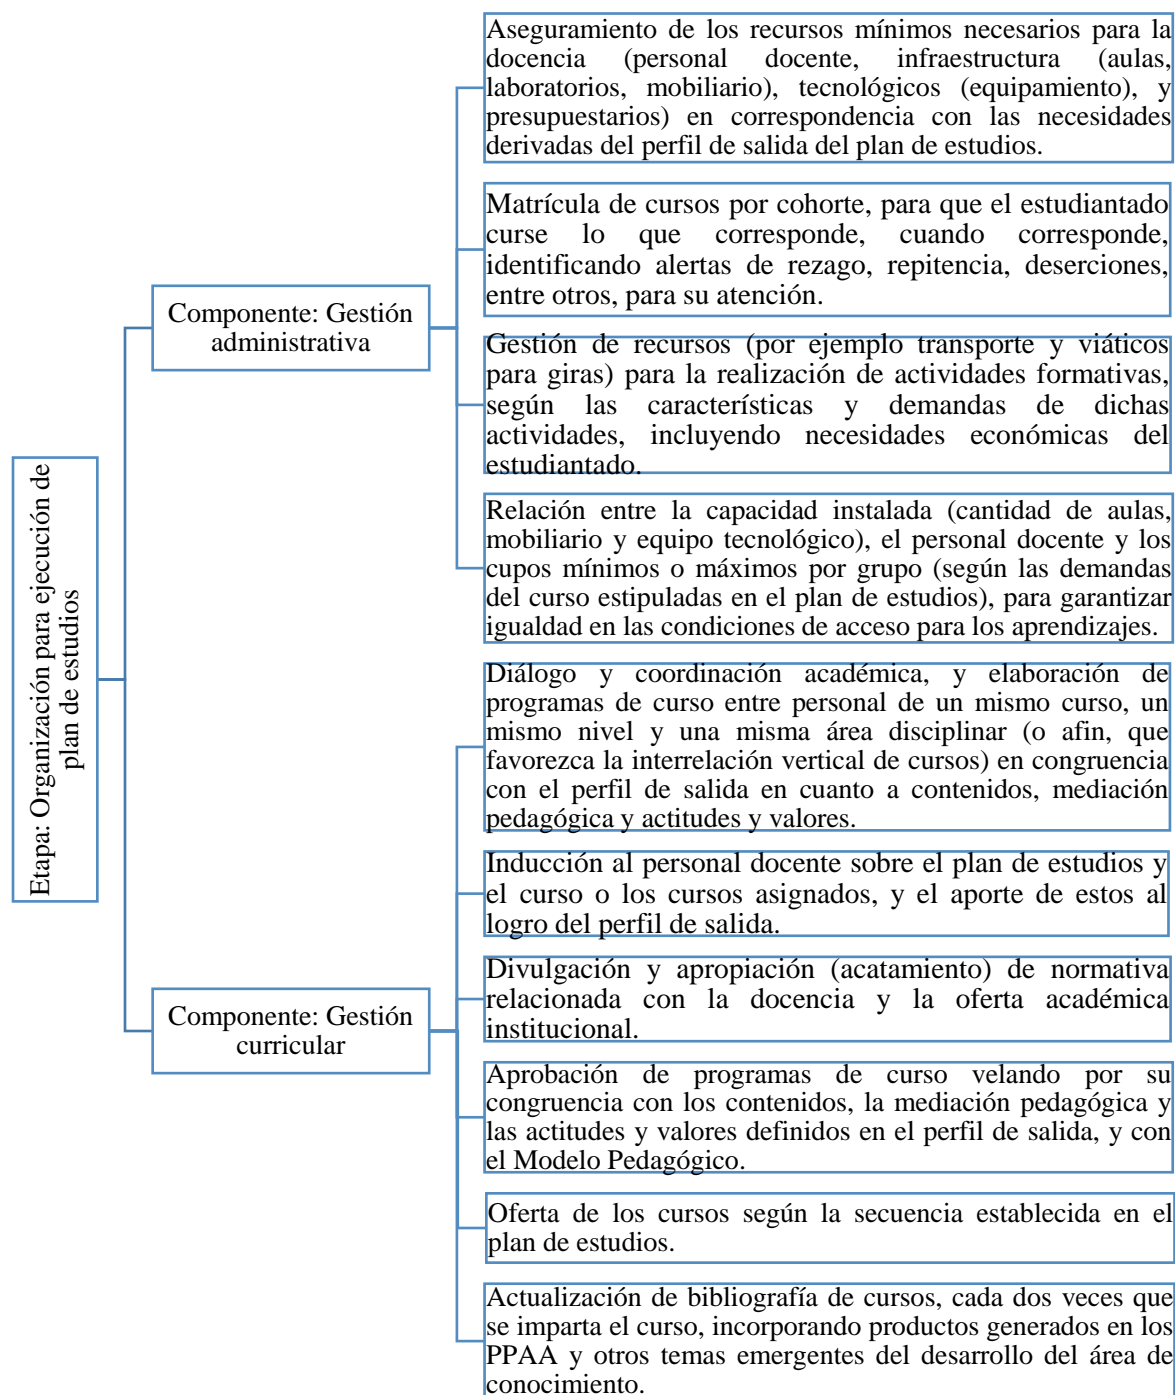 Etapa: Organización para ejecución de
plan de estudios
Componente: Gestión
administrativa
Aseguramiento de los recursos mínimos necesarios para la
docencia (personal docente, infraestructura (aulas,
laboratorios, mobiliario), tecnológicos (equipamiento), y
presupuestarios) en correspondencia con las necesidades
derivadas del perfil de salida del plan de estudios.
Matrícula de cursos por cohorte, para que el estudiantado
curse lo que corresponde, cuando corresponde,
identificando alertas de rezago, repitencia, deserciones,
entre otros, para su atención.
Gestión de recursos (por ejemplo transporte y viáticos
para giras) para la realización de actividades formativas,
según las características y demandas de dichas
actividades, incluyendo necesidades económicas del
estudiantado.
Relación entre la capacidad instalada (cantidad de aulas,
mobiliario y equipo tecnológico), el personal docente y los
cupos mínimos o máximos por grupo (según las demandas
del curso estipuladas en el plan de estudios), para garantizar
igualdad en las condiciones de acceso para los aprendizajes.
Componente: Gestión
curricular
Diálogo y coordinación académica, y elaboración de
programas de curso entre personal de un mismo curso, un
mismo nivel y una misma área disciplinar (o afin, que
favorezca la interrelación vertical de cursos) en congruencia
con el perfil de salida en cuanto a contenidos, mediación
pedagógica y actitudes y valores.
Inducción al personal docente sobre el plan de estudios y
el curso o los cursos asignados, y el aporte de estos al
logro del perfil de salida.
Divulgación y apropiación (acatamiento) de normativa
relacionada con la docencia y la oferta académica
institucional.
Aprobación de programas de curso velando por su
congruencia con los contenidos, la mediación pedagógica y
las actitudes y valores definidos en el perfil de salida, y con
el Modelo Pedagógico.
Oferta de los cursos según la secuencia establecida en el
plan de estudios.
Actualización de bibliografía de cursos, cada dos veces que
se imparta el curso, incorporando productos generados en los
PPAA y otros temas emergentes del desarrollo del área de
conocimiento.